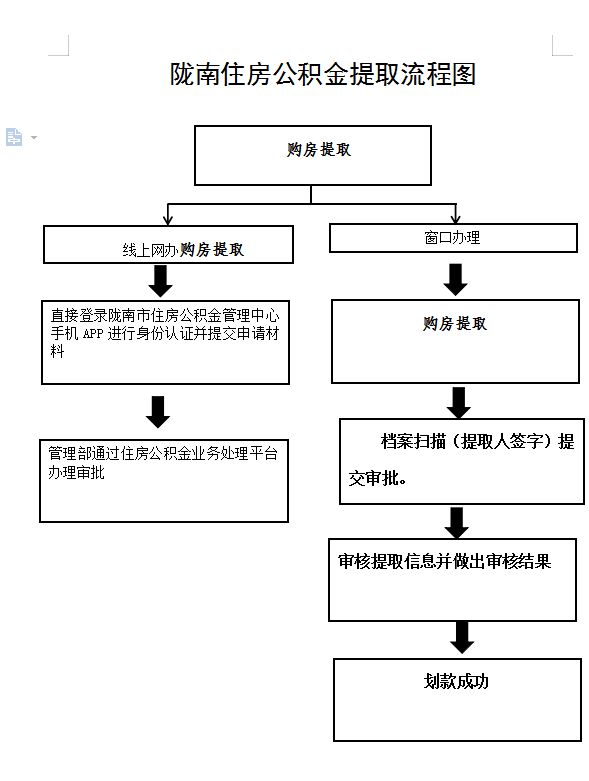 陇南住房公积金提取流程图
购房提取
线上网办购房提取
窗口办理
直接登录陇南市住房公积金管理中心
手机 APP 进行身份认证并提交申请材
料
购房提取
管理部通过住房公积金业务处理平台
办理审批
档案扫描（提取人签字）提
交审批。
审核提取信息并做出审核结果
划款成功